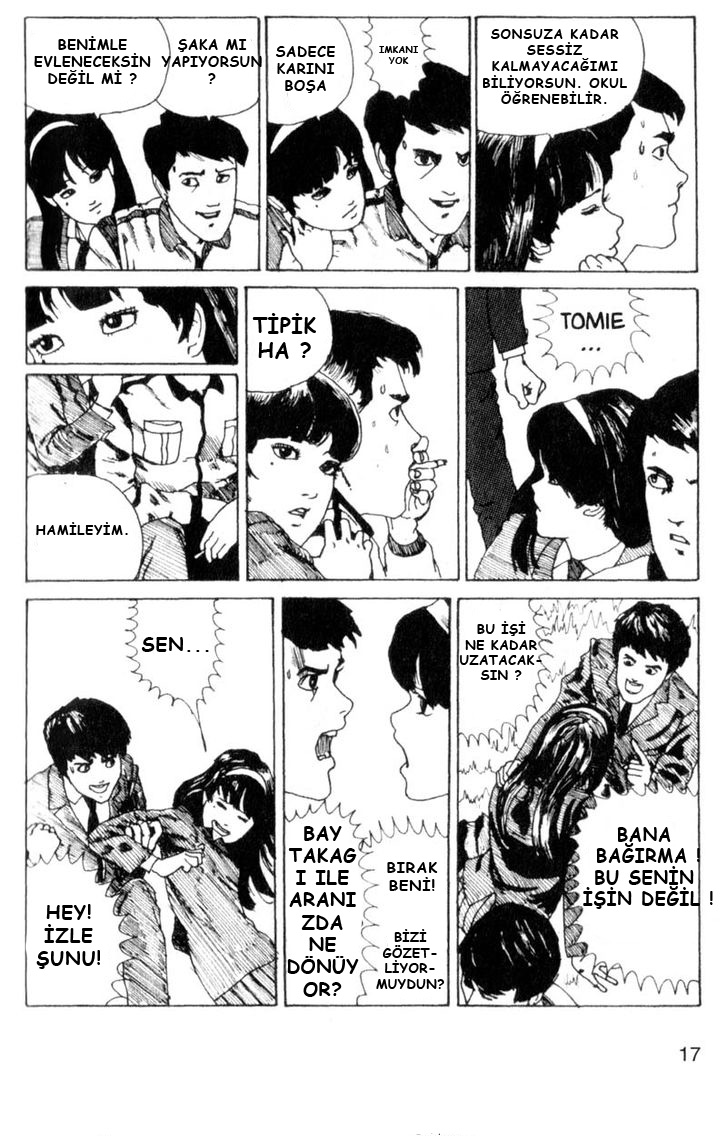 BENİMLE
EVLENECEKSİN
DEĞİL Mİ ?
ŞAKA MI
YAPIYORSUN
?
SADECE
KARINI
BOŞA
IMKANI
YOK
SONSUZA KADAR
SESSİZ
KALMAYACAĞIMI
BİLİYORSUN. OKUL
ÖĞRENEBİLİR.
HAMİLEYİM.
TİPİK
HA ?
TOMIE
...
SEN...
HEY!
İZLE
ŞUNU!
BAY
TAKAG
I ILE
ARANI
ZDA
NE
DÖNÜY
OR?
BIRAK
BENİ!
BİZİ
GÖZET-
LİYOR-
MUYDUN?
BU İŞİ
NE KADAR
UZATACAK-
SIN ?
BANA
BAĞIRMA !
BU SENİN
İŞİN DEĞİL !
17